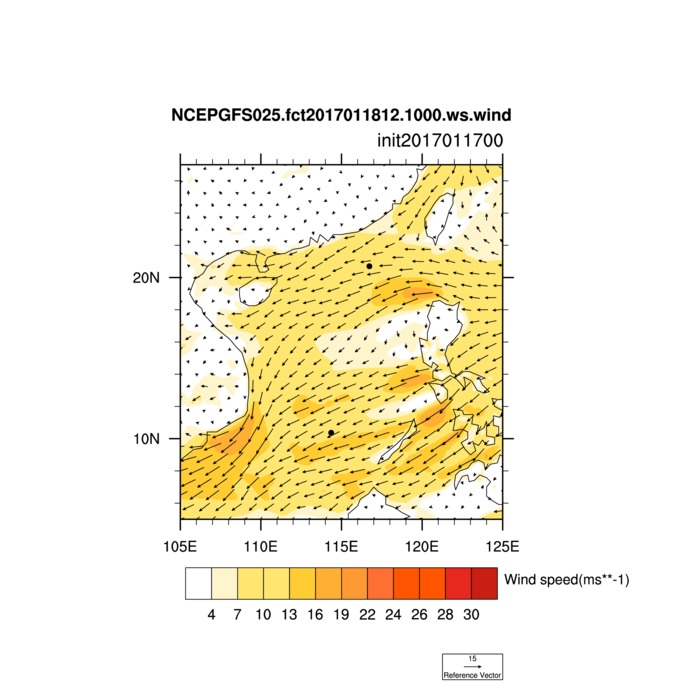 NCEPGFS025.fct2017011812.1000.ws.wind
init2017011700
20N
10N
105E 110E 115E 120E 125E
Wind speed(ms**-1)
4 7 10 13 16 19 22 24 26 28 30
15
Reference Vector